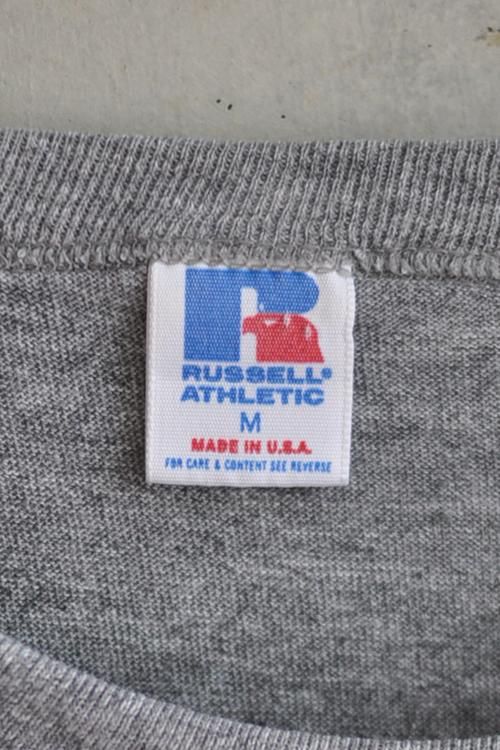 R
RUSSELL®
ATHLETIC
M
MADE IN U.S.A.
FOR CARE & CONTENT SEE REVERSE